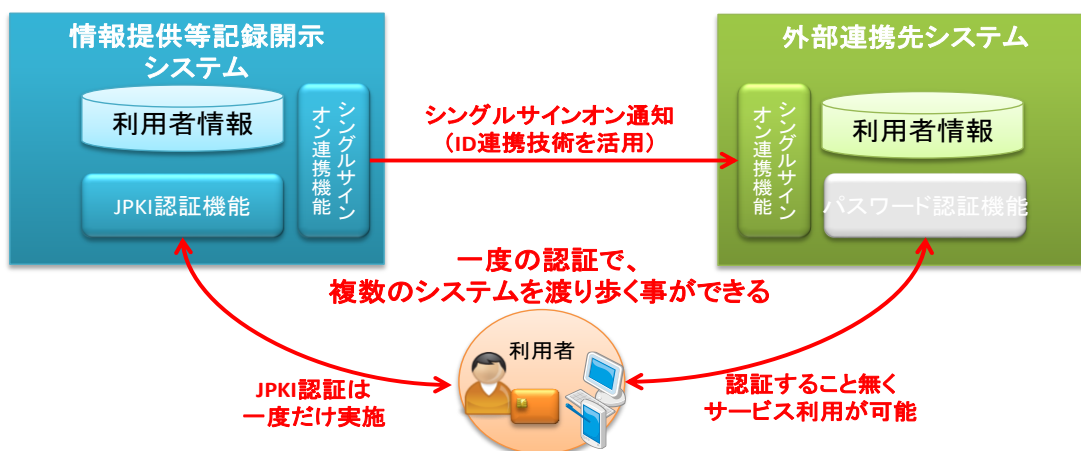 情報提供等記録開示
システム
利用者情報
JPKI認証機能
シングルサイン
オン連携機能
シングルサインオン通知
（ID連携技術を活用）
外部連携先システム
シングルサイン
オン連携機能
利用者情報
パスワード認証機能
一度の認証で、
複数のシステムを渡り歩く事ができる
利用者
JPKI認証は
一度だけ実施
認証すること無く
サービス利用が可能